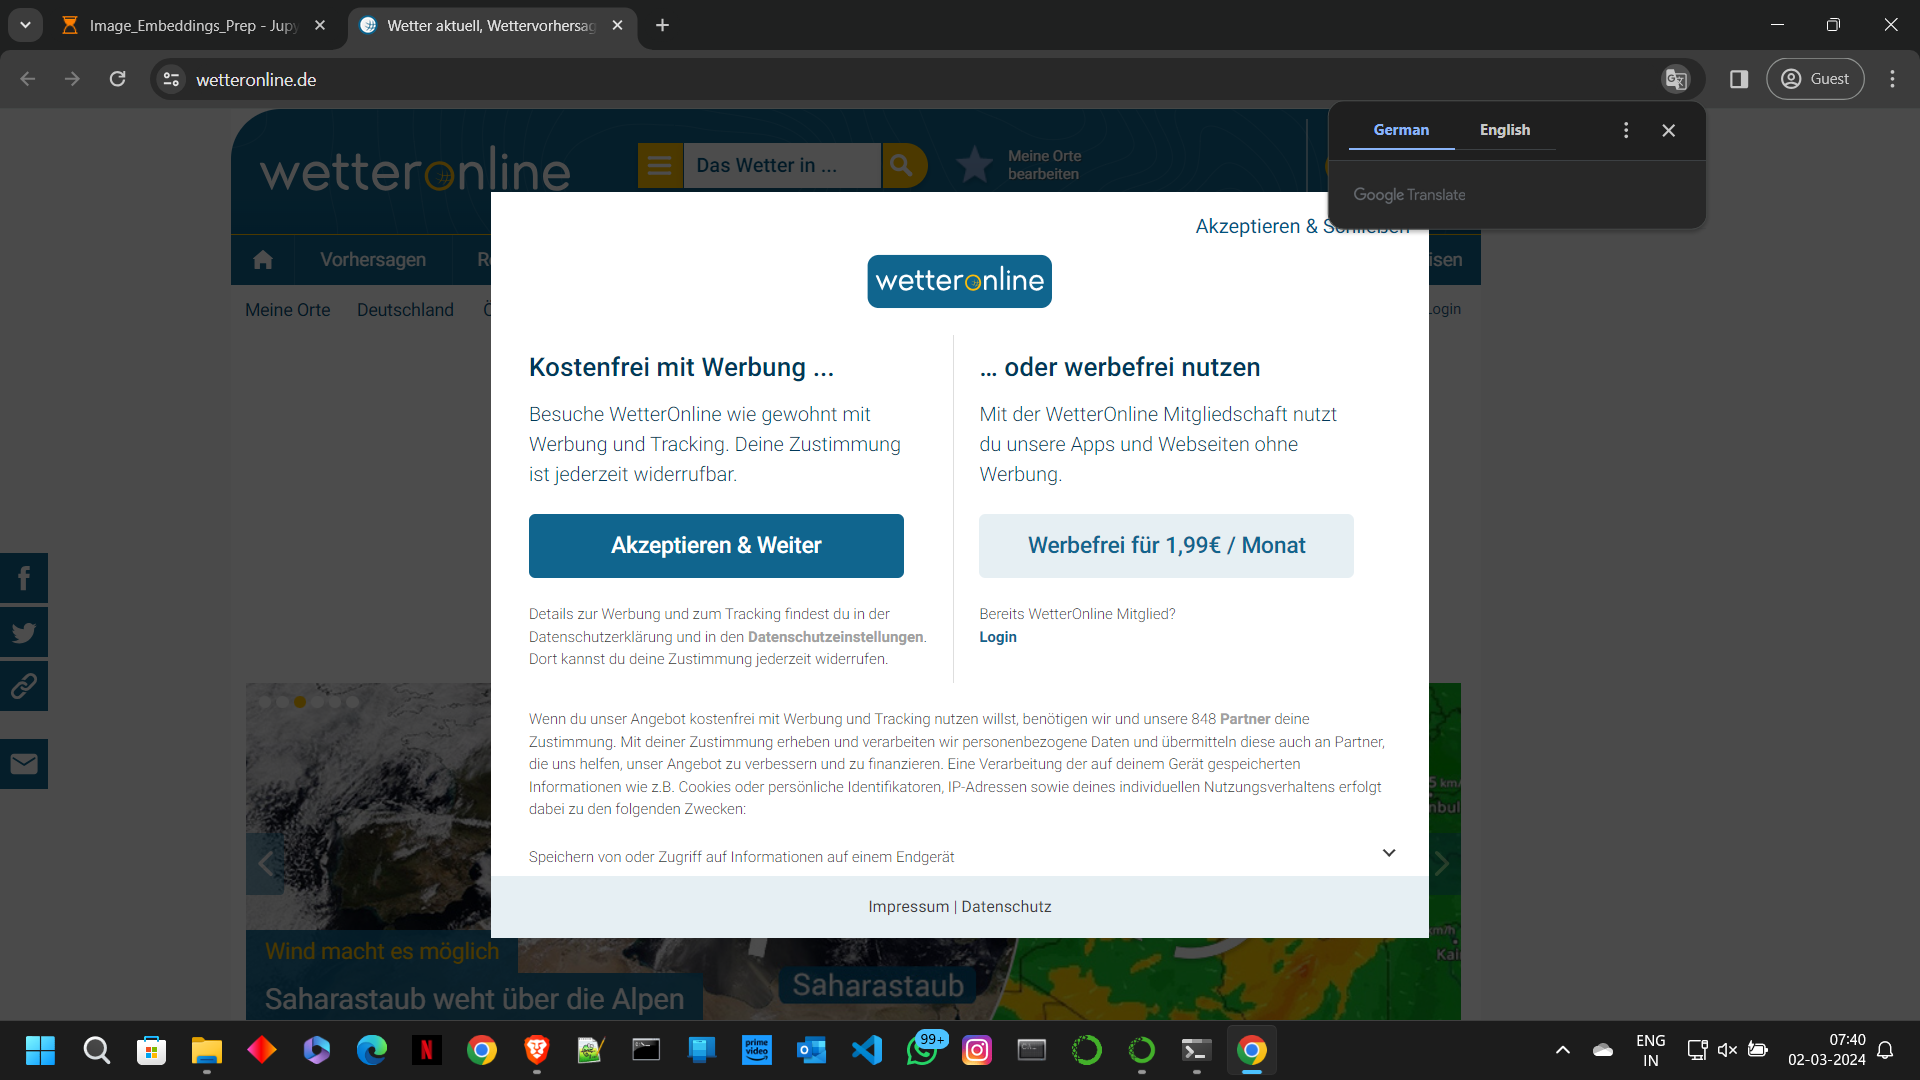 Image_Embeddings_Prep - Jup
Wetter aktuell, Wettervorhersag
wetteronline.de
Guest
German English
Google Translate
wetteronline
Das Wetter in ...
Meine Orte
bearbeiten
Vorhersagen
Meine Orte Deutschland
Login
Akzeptieren & Schließen
wetteronline
Kostenfrei mit Werbung ...
Besuche WetterOnline wie gewohnt mit
Werbung und Tracking. Deine Zustimmung
ist jederzeit widerrufbar.
Akzeptieren & Weiter
Details zur Werbung und zum Tracking findest du in der
Datenschutzerklärung und in den Datenschutzeinstellungen.
Dort kannst du deine Zustimmung jederzeit widerrufen.
... oder werbefrei nutzen
Mit der WetterOnline Mitgliedschaft nutzt
du unsere Apps und Webseiten ohne
Werbung.
Werbefrei für 1,99€ / Monat
Bereits WetterOnline Mitglied?
Login
Wenn du unser Angebot kostenfrei mit Werbung und Tracking nutzen willst, benötigen wir und unsere 848 Partner deine
Zustimmung. Mit deiner Zustimmung erheben und verarbeiten wir personenbezogene Daten und übermitteln diese auch an Partner,
die uns helfen, unser Angebot zu verbessern und zu finanzieren. Eine Verarbeitung der auf deinem Gerät gespeicherten
Informationen wie z.B. Cookies oder persönliche Identifikatoren, IP-Adressen sowie deines individuellen Nutzungsverhaltens erfolgt
dabei zu den folgenden Zwecken:
Speichern von oder Zugriff auf Informationen auf einem Endgerät
Impressum | Datenschutz
Wind macht es möglich
Saharastaub weht über die Alpen
Saharastaub
prime
video
99+
ENG
IN
07:40
02-03-2024